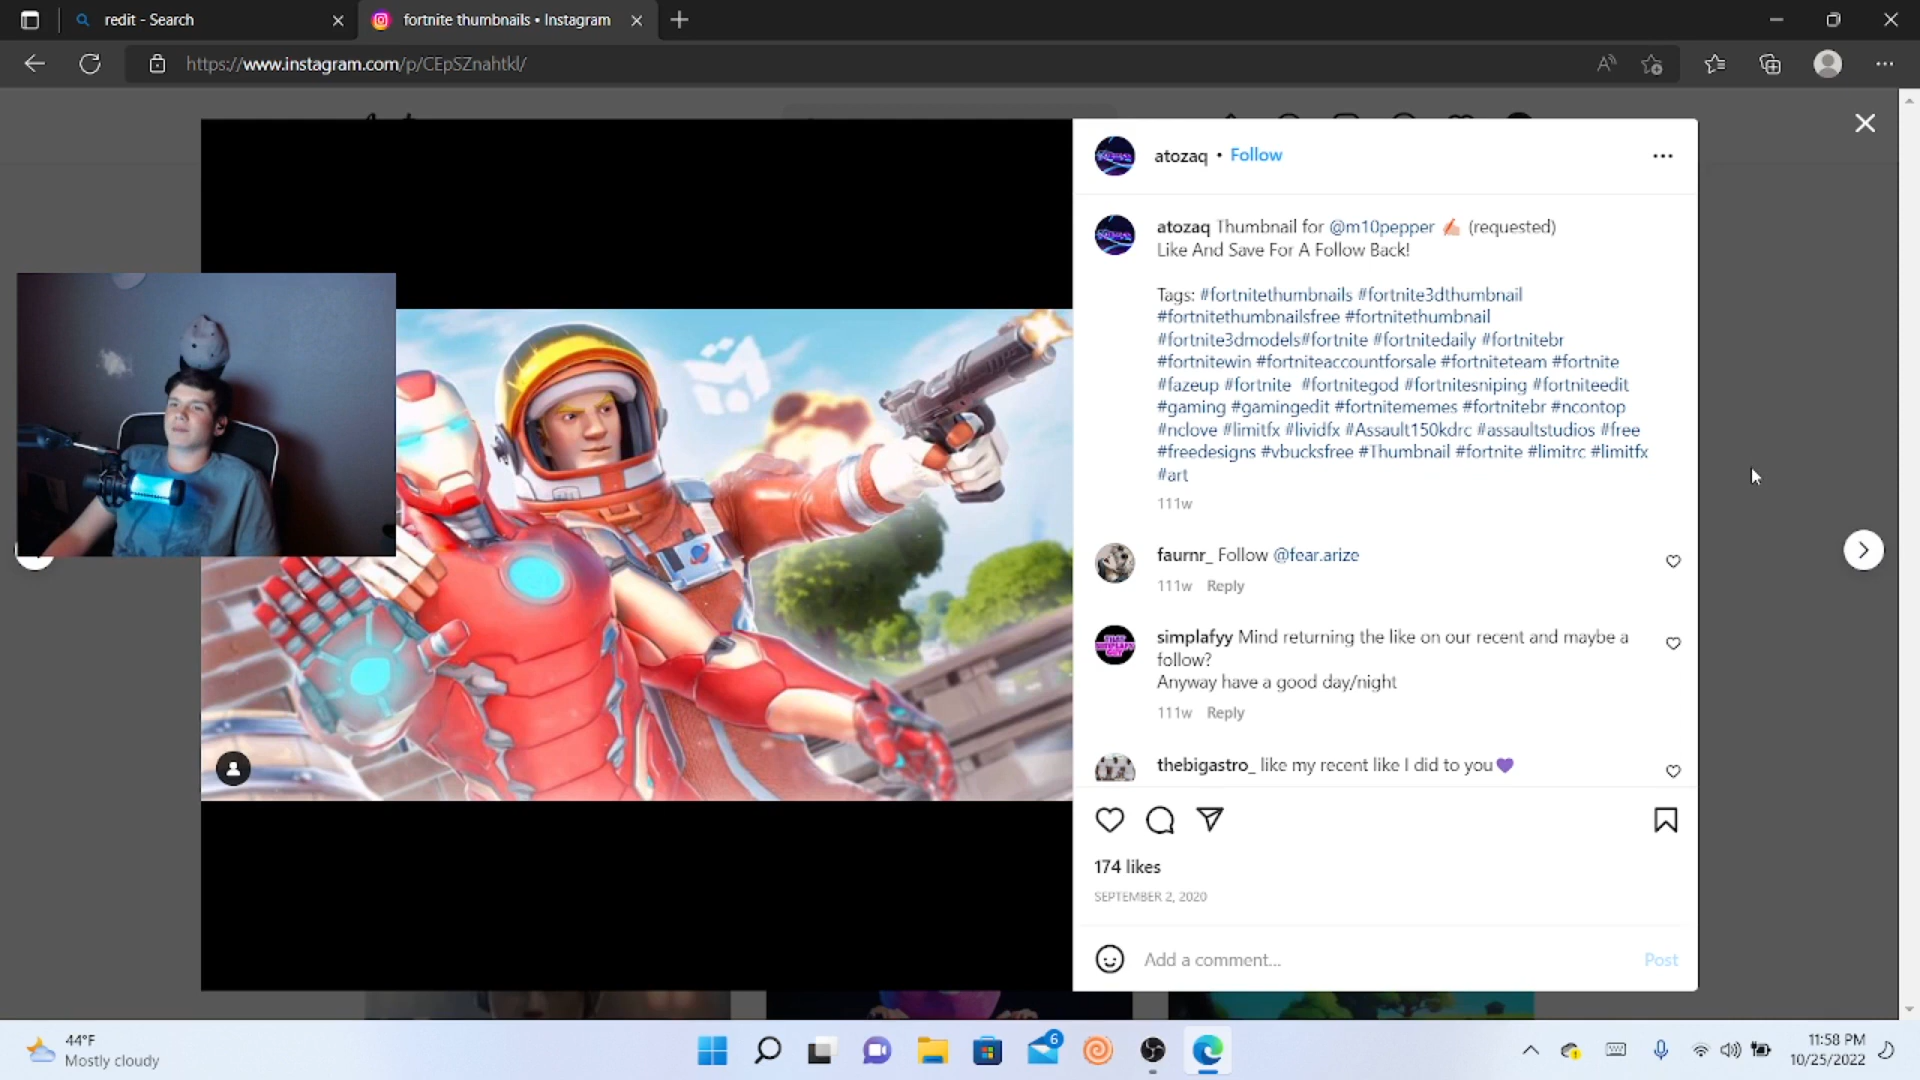 redit - Search
fortnite thumbnails • Instagram
https://www.instagram.com/p/CEpSZnahtkl/
atozaq • Follow
atozaq Thumbnail for @m10pepper ✍🏻 (requested)
Like And Save For A Follow Back!
Tags: #fortnitethumbnails #fortnite3dthumbnail
#fortnitethumbnailsfree #fortnitethumbnail
#fortnite3dmodels#fortnite #fortnitedaily #fortnitebr
#fortnitewin #fortniteaccountforsale #fortniteteam #fortnite
#fazeup #fortnite #fortnitegod #fortnitesniping #fortniteedit
#gaming #gamingedit #fortnitememes #fortnitebr #ncontop
#nclove #limitfx #lividfx #Assault150kdrc #assaultstudios #free
#freedesigns #vbucksfree #Thumbnail #fortnite #limitrc #limitfx
#art
111w
faurnr_ Follow @fear.arize
111w Reply
simplafyy Mind returning the like on our recent and maybe a
follow?
Anyway have a good day/night
111w Reply
thebigastro_ like my recent like I did to you💜
174 likes
SEPTEMBER 2, 2020
Add a comment...
Post
44°F
Mostly cloudy
6
11:58 PM
10/25/2022